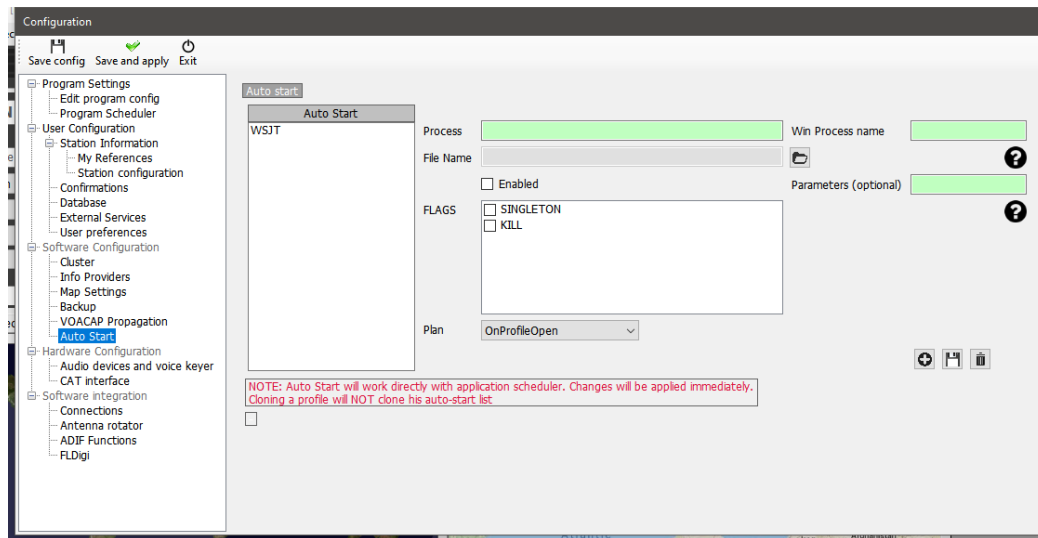 Configuration
Save config Save and apply Exit
Program Settings
Edit program config
Program Scheduler
User Configuration
Station Information
My References
Station configuration
Confirmations
Database
External Services
User preferences
Software Configuration
Cluster
Info Providers
Map Settings
Backup
VOACAP Propagation
Auto Start
Hardware Configuration
Audio devices and voice keyer
CAT interface
Software integration
Connections
Antenna rotator
ADIF Functions
FLDigi
Auto start
Auto Start
WSJT
Process
Win Process name
File Name
?
Enabled
Parameters (optional)
FLAGS
SINGLETON
?
KILL
Plan
OnProfileOpen
NOTE: Auto Start will work directly with application scheduler. Changes will be applied immediately.
Cloning a profile will NOT clone his auto-start list